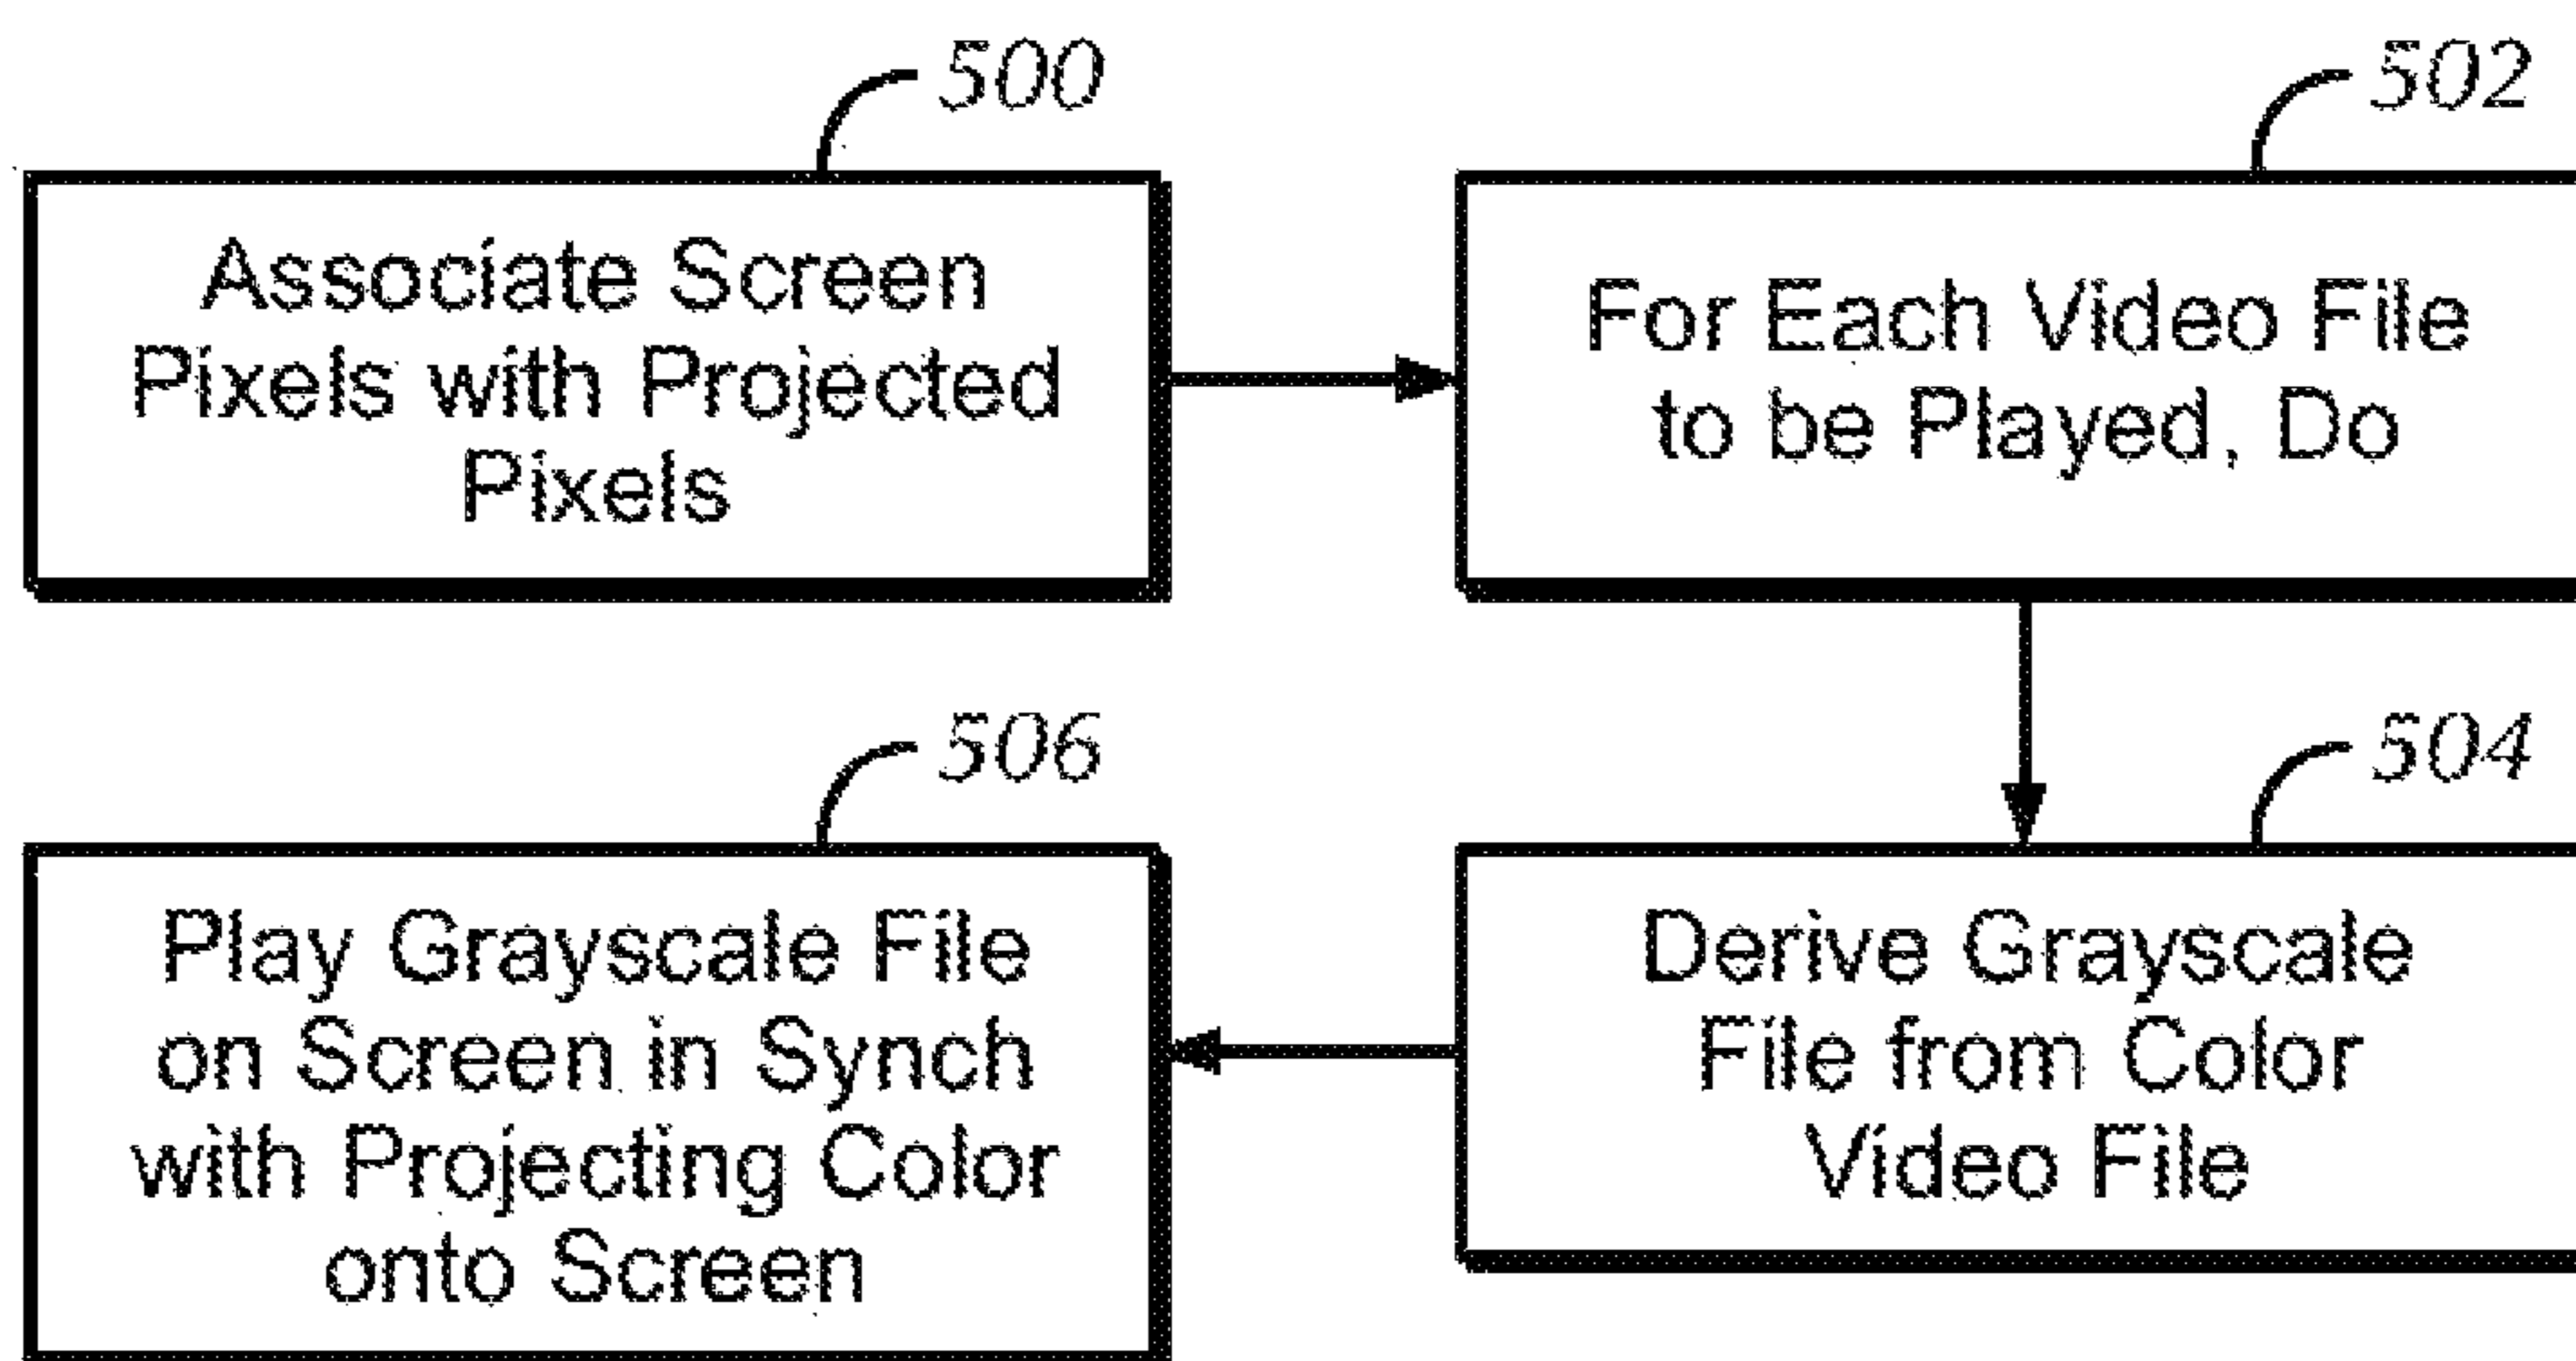 500
Associate Screen
Pixels with Projected
Pixels
502
For Each Video File
to be Played, Do
504
Derive Grayscale
File from Color
Video File
506
Play Grayscale File
on Screen in Synch
with Projecting Color
onto Screen